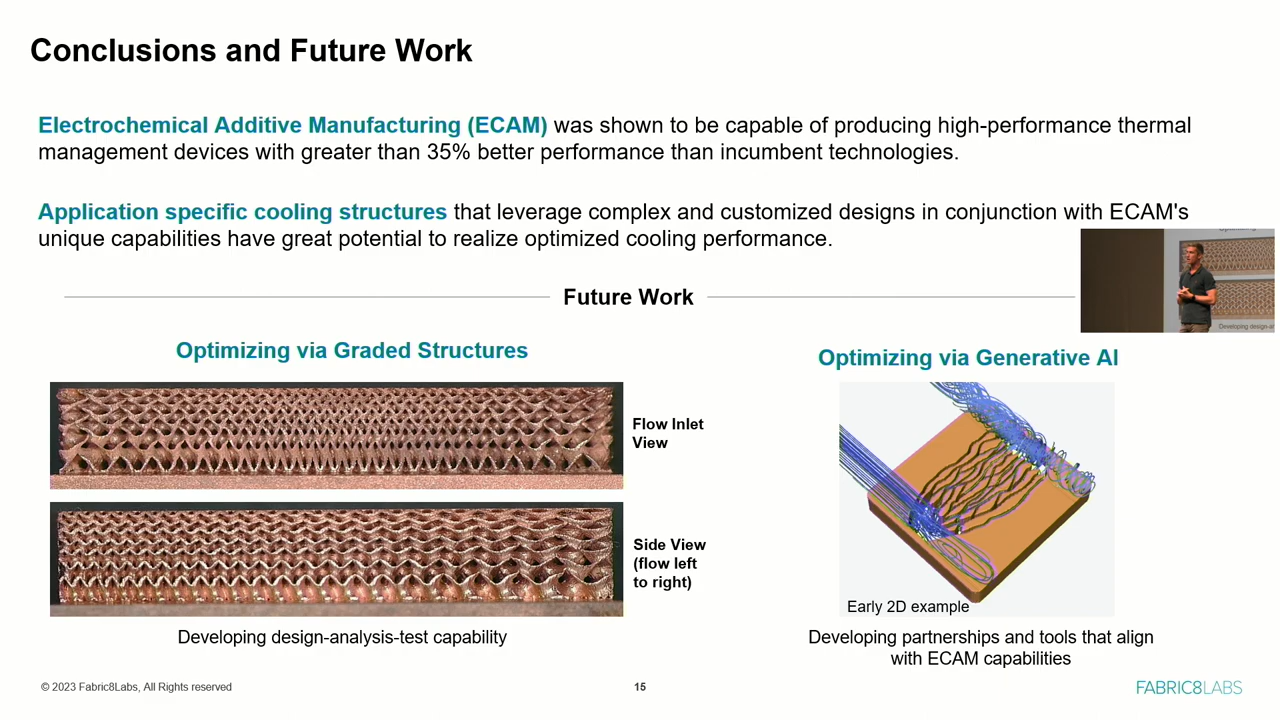 Conclusions and Future Work
Electrochemical Additive Manufacturing (ECAM) was shown to be capable of producing high-performance thermal
management devices with greater than 35% better performance than incumbent technologies.
Application specific cooling structures that leverage complex and customized designs in conjunction with ECAM's
unique capabilities have great potential to realize optimized cooling performance.
Future Work
Optimizing via Graded Structures
Flow Inlet
View
Side View
(flow left
to right)
Developing design-analysis-test capability
Optimizing via Generative AI
Early 2D example
Developing partnerships and tools that align
with ECAM capabilities
Developing design-an
© 2023 Fabric8Labs, All Rights reserved
15
FABRIC8LABS